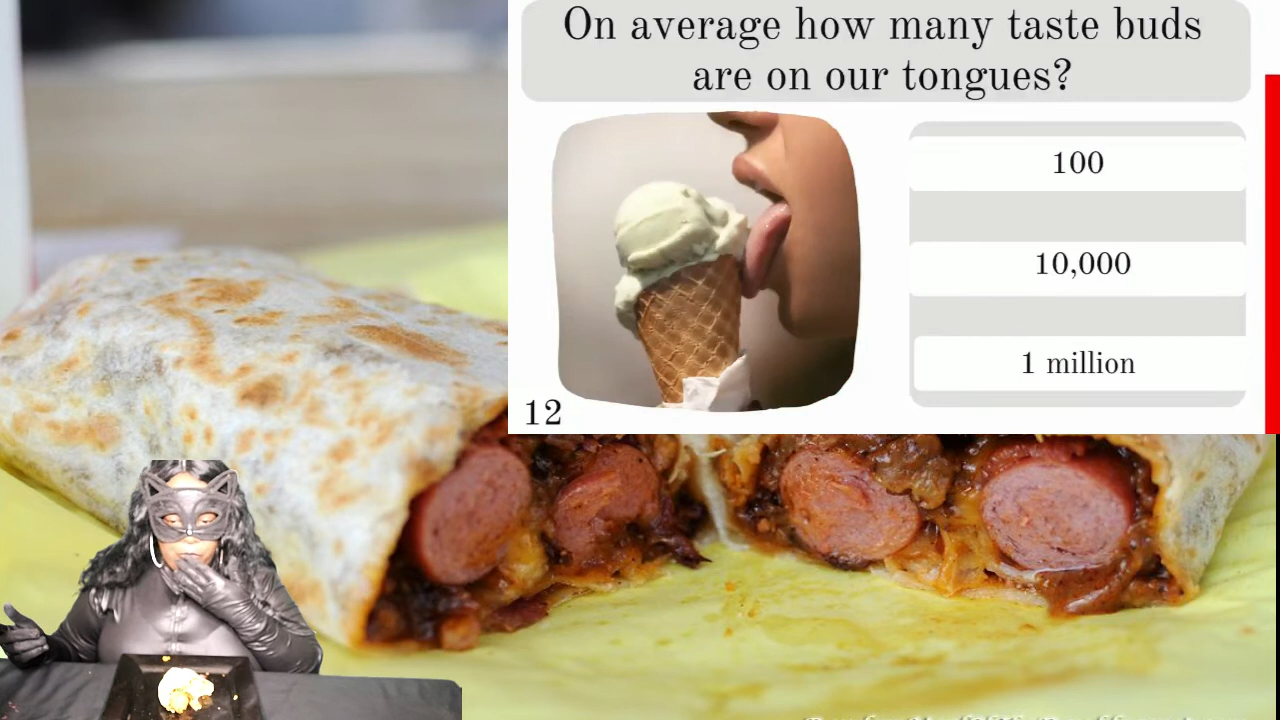 On average how many taste buds
are on our tongues?
100
10,000
1 million
12